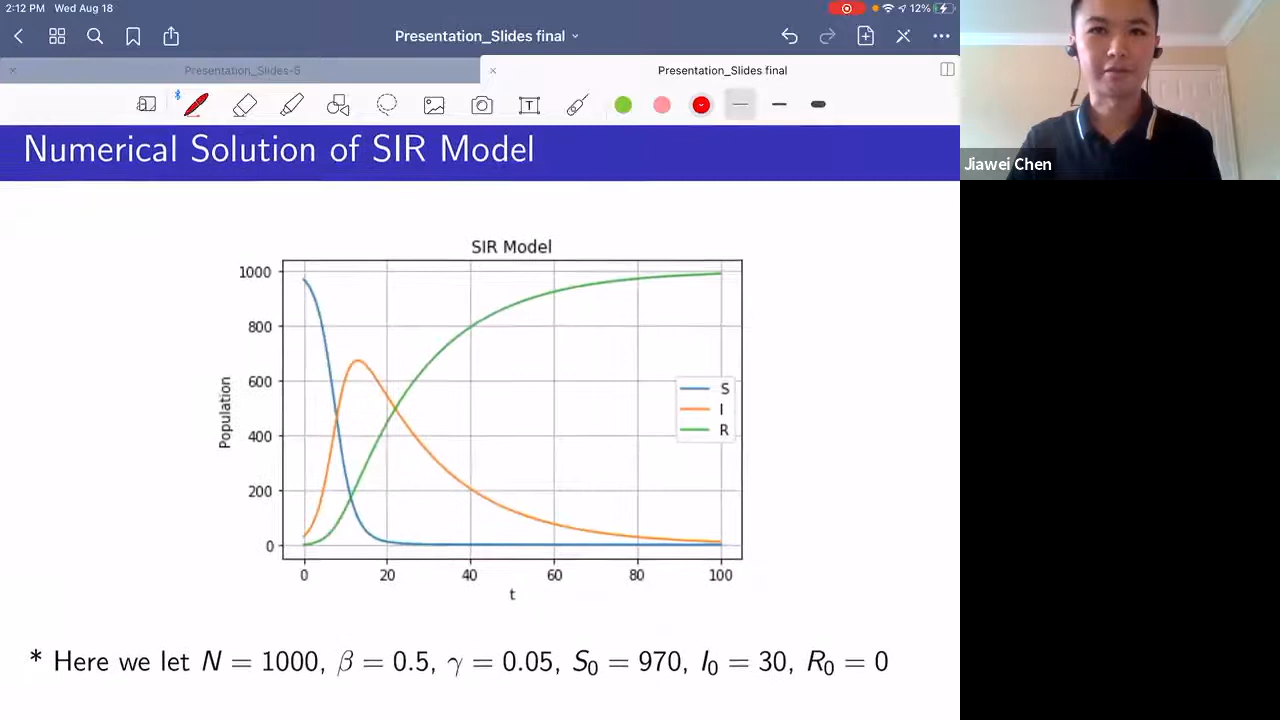 2:12 PM Wed Aug 18
12%
Presentation_Slides final
Presentation_Slides-5
Presentation_Slides final
T
Numerical Solution of SIR Model
Jiawei Chen
SIR Model
1000
800
600
400
200
0
Population
S
I
R
0 20 40 60 80 100
t
* Here we let N = 1000, β = 0.5, γ = 0.05, S₀ = 970, I₀ = 30, R₀ = 0